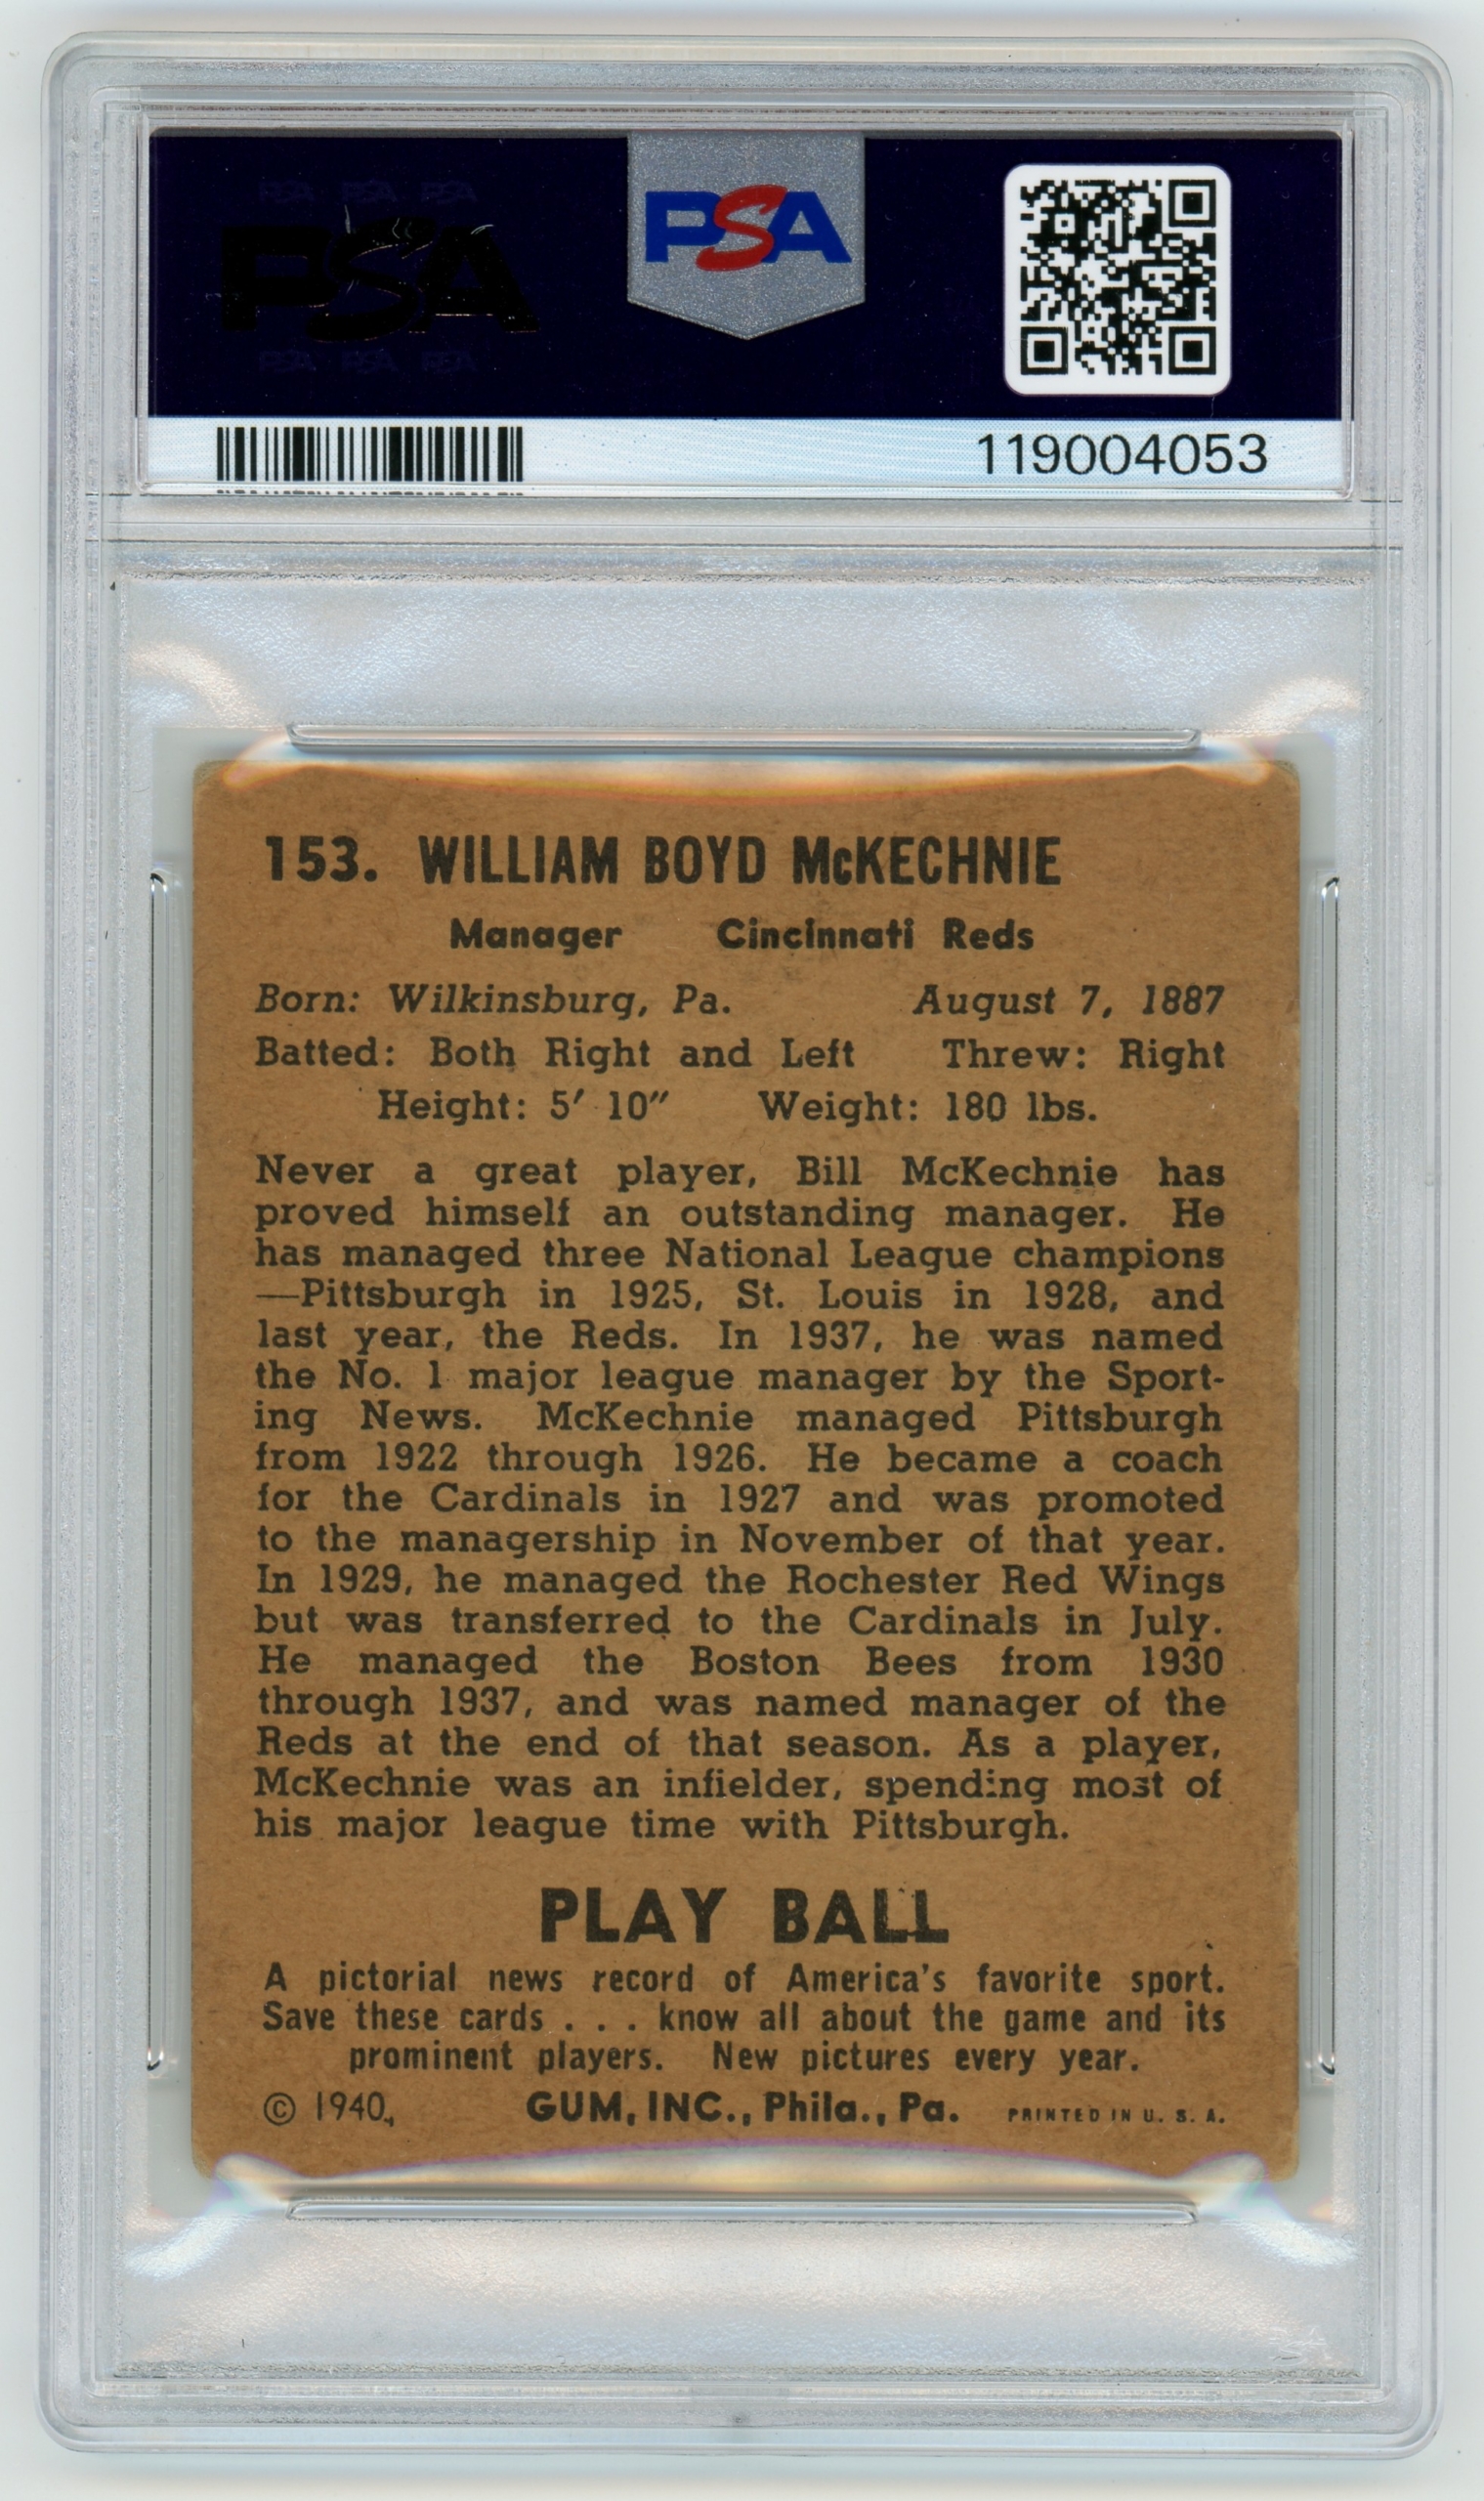 PSA
PSA
119004053
153. WILLIAM BOYD McKECHNIE
Manager Cincinnati Reds
Born: Wilkinsburg, Pa. August 7, 1887
Batted: Both Right and Left Threw: Right
Height: 5′ 10″ Weight: 180 lbs.
Never a great player, Bill McKechnie has
proved himself an outstanding manager. He
has managed three National League champions
—Pittsburgh in 1925, St. Louis in 1928, and
last year, the Reds. In 1937, he was named
the No. 1 major league manager by the Sport-
ing News. McKechnie managed Pittsburgh
from 1922 through 1926. He became a coach
for the Cardinals in 1927 and was promoted
to the managership in November of that year.
In 1929, he managed the Rochester Red Wings
but was transferred to the Cardinals in July.
He managed the Boston Bees from 1930
through 1937, and was named manager of the
Reds at the end of that season. As a player,
McKechnie was an infielder, spending most of
his major league time with Pittsburgh.
PLAY BALL
A pictorial news record of America's favorite sport.
Save these cards . . . know all about the game and its
prominent players. New pictures every year.
© 1940, GUM, INC., Phila., Pa. PRINTED IN U. S. A.